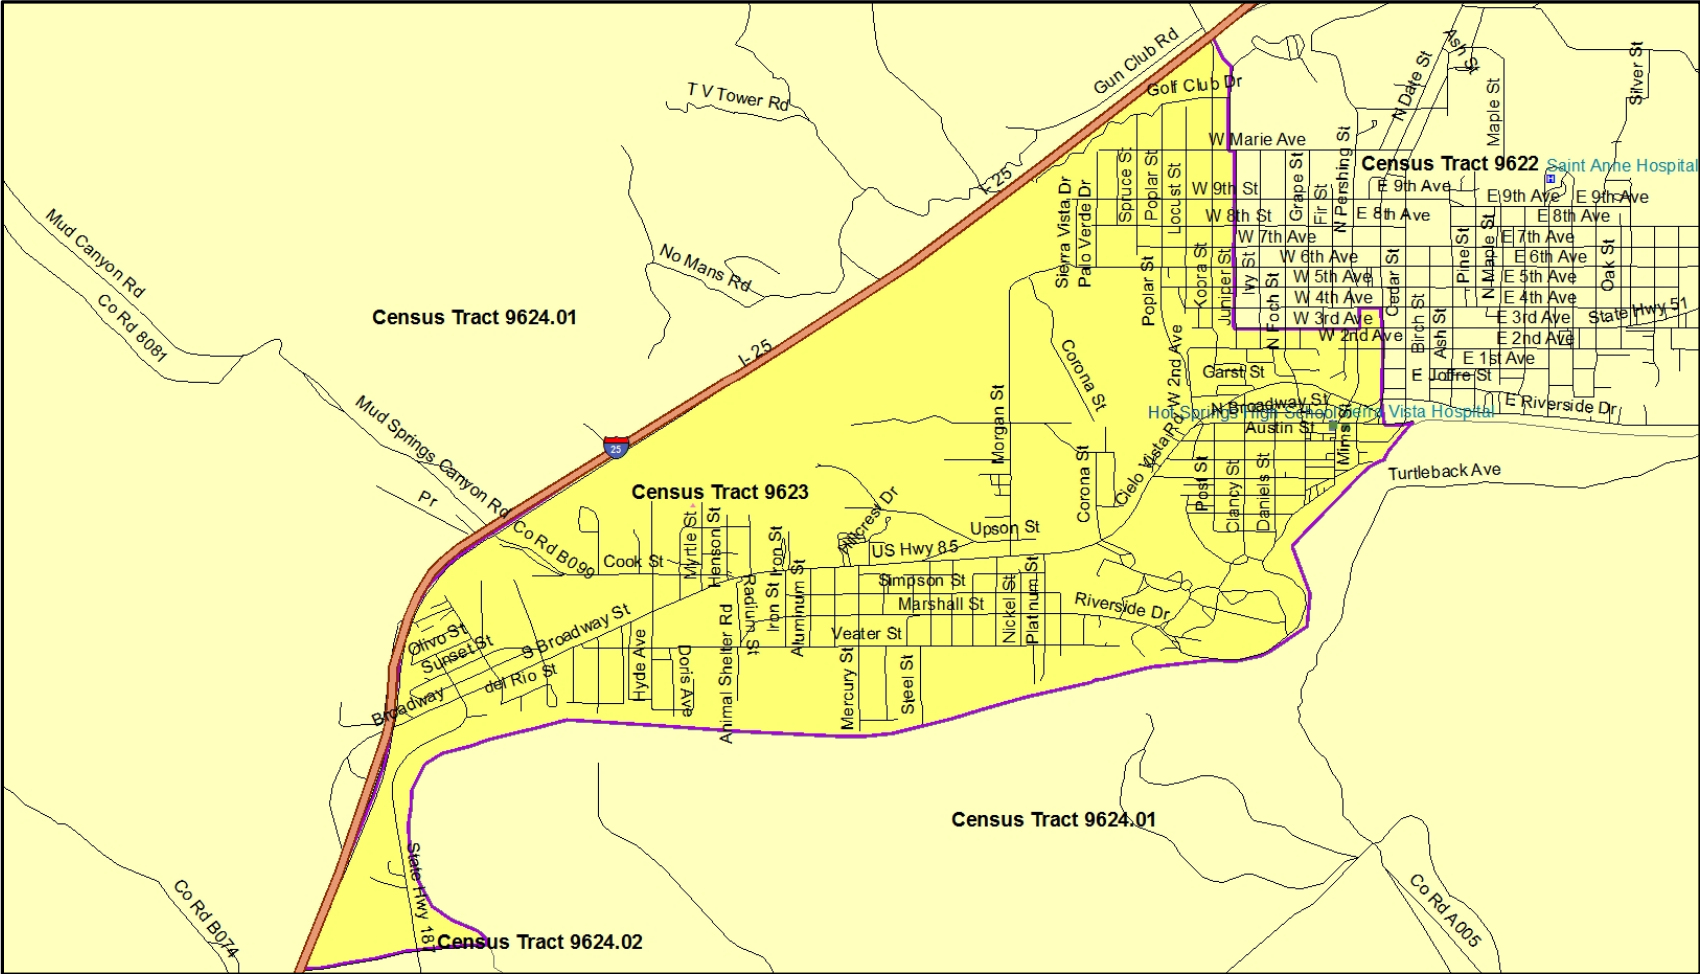 Gun Club Rd
Golf Club Dr
N Date St
Ash St
Maple St
Silver St
T V Tower Rd
W Marie Ave
N Pershing St
Census Tract 9622
Saint Anne Hospital
H
I- 25
Sierra Vista Dr
Palo Verde Dr
Spruce St
Poplar St
Locust St
W 9th St
Grape St
Fir St
E 9th Ave
E 9th Ave
E 9th Ave
W 8th St
E 8th Ave
E 8th Ave
W 7th Ave
E 7th Ave
Mud Canyon Rd
No Mans Rd
Poplar St
Kopra St
Juniper St
Ivy St
N Foch St
W 6th Ave
Cedar St
Pine St
N Maple St
E 6th Ave
Oak St
W 5th Ave
E 5th Ave
W 4th Ave
E 4th Ave
Co Rd 8081
Census Tract 9624.01
W 3rd Ave
Birch St
Ash St
E 3rd Ave
State Hwy 51
W 2nd Ave
E 2nd Ave
I- 25
Corona St
W 2nd Ave
E 1st Ave
Garst St
E Joffre St
Mud Springs Canyon Rd
Morgan St
N Broadway St
E Riverside Dr
Hot Springs High School
Sierra Vista Hospital
Austin St
Mims St
25
Cielo Vista Rd
Corona St
Post St
Clancy St
Daniels St
Turtleback Ave
Pr
Census Tract 9623
Hillcrest Dr
Upson St
Co Rd B099
Myrtle St
Henson St
Iron St
US Hwy 85
Cook St
Radium St
Iron St
Aluminum St
Simpson St
Marshall St
Nickel St
Platinum St
Riverside Dr
Olivo St
Sunset St
S Broadway St
Veater St
Hyde Ave
Doris Ave
Animal Shelter Rd
Mercury St
Steel St
del Rio St
Broadway
Census Tract 9624.01
State Hwy 187
Co Rd B074
Census Tract 9624.02
Co Rd A005